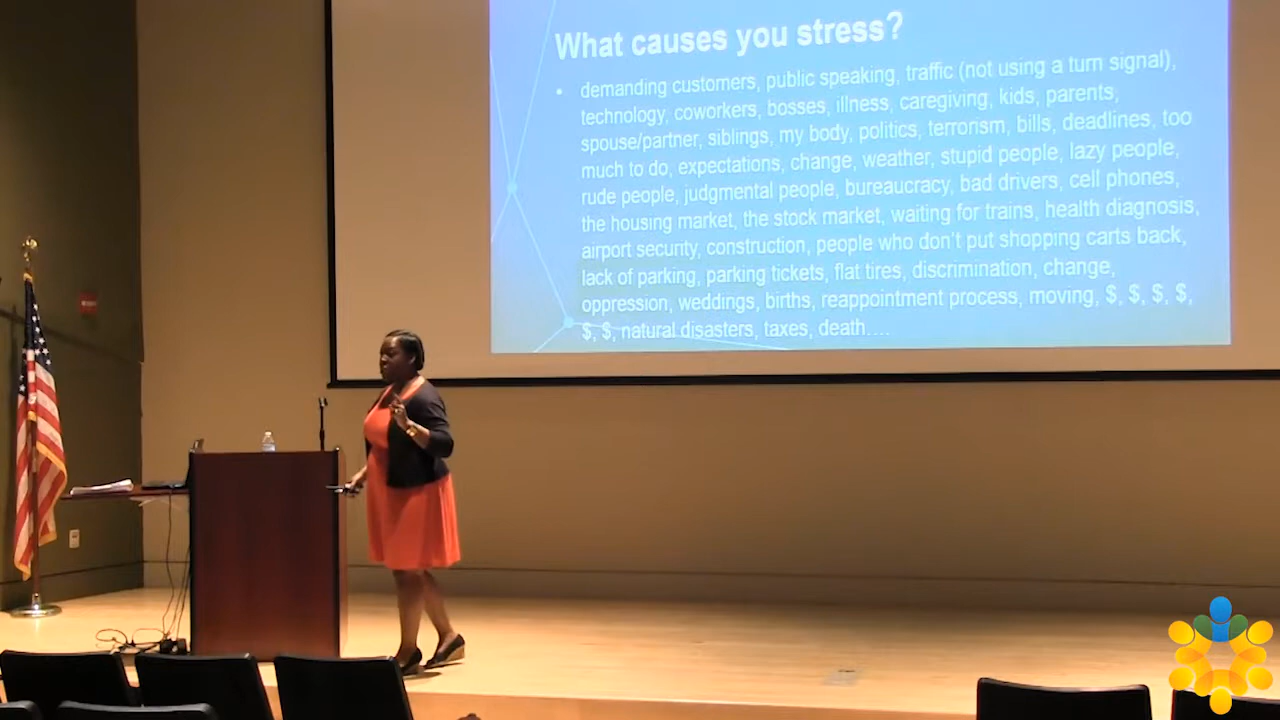 What causes you stress?
• demanding customers, public speaking, traffic (not using a turn signal),
technology, coworkers, bosses, illness, caregiving, kids, parents,
spouse/partner, siblings, my body, politics, terrorism, bills, deadlines, too
much to do, expectations, change, weather, stupid people, lazy people,
rude people, judgmental people, bureaucracy, bad drivers, cell phones,
the housing market, the stock market, waiting for trains, health diagnosis,
airport security, construction, people who don't put shopping carts back,
lack of parking, parking tickets, flat tires, discrimination, change,
oppression, weddings, births, reappointment process, moving, $, $, $, $,
$, $, natural disasters, taxes, death....